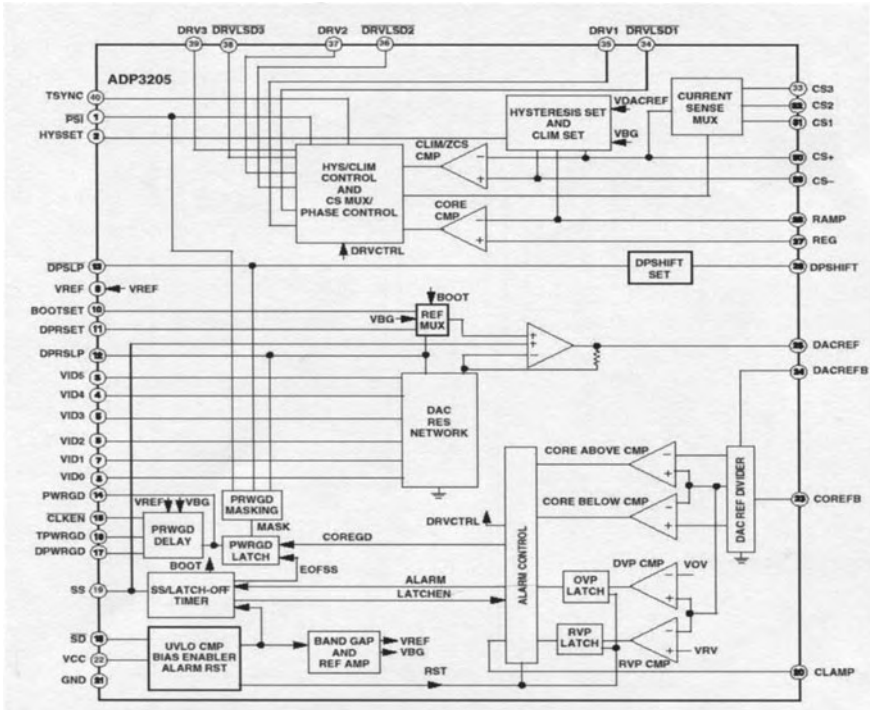 DRV3 DRVLSD3 DRV2 DRVLSD2 DRV1 DRVLSD1
39 38 37 36 35 34
ADP3205
TSYNC 40
PSI 1
HYSSET 2
DPSLP 13
VREF VREF
BOOTSET 10
DPRSET 11
DPRSLP 12
VID5
VID4 4
VID3
VID2
VID1 7
VID0
PWRGD 14
CLKEN
TPWRGD
DPWRGD 17
SS 19
SD
VCC 22
GND
HYS/CLIM
CONTROL
AND
CS MUX/
PHASE CONTROL
DRVCTRL
CLIM/ZCS
CMP
CORE
CMP
HYSTERESIS SET
AND
CLIM SET
VDACREF
VBG
CURRENT
SENSE
MUX
33 CS3
CS2
CS1
CS+
CS–
RAMP
27 REG
DPSHIFT
SET
DPSHIFT
BOOT
VBG
REF
MUX
DACREF
DACREFB
DAC
RES
NETWORK
PRWGD
MASKING
MASK
VREF VBG
PRWGD
DELAY
PWRGD
LATCH
COREGD
BOOT
EOFSS
SS/LATCH-OFF
TIMER
ALARM
LATCHEN
UVLO CMP
BIAS ENABLER
ALARM RST
BAND GAP
AND
REF AMP
VREF
VBG
RST
DRVCTRL
ALARM CONTROL
CORE ABOVE CMP
CORE BELOW CMP
DAC REF DIVIDER
23 COREFB
OVP
LATCH
DVP CMP
VOV
RVP
LATCH
RVP CMP
VRV
CLAMP